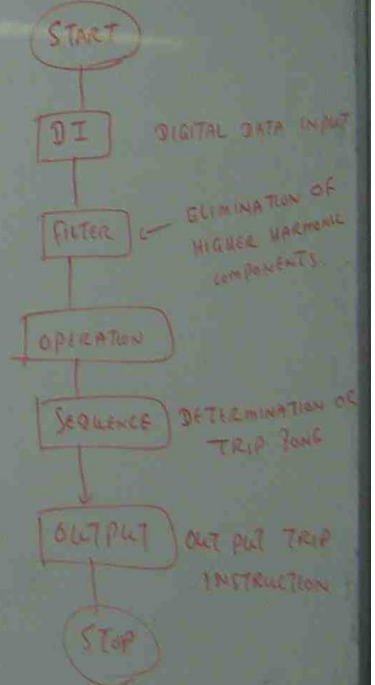 START
DI
DIGITAL DATA INPUT
FILTER
ELIMINATION OF
HIGHER HARMONIC
COMPONENTS.
OPERATION
SEQUENCE
DETERMINATION OF
TRIP ZONE
OUTPUT
OUT PUT TRIP
INSTRUCTION
STOP